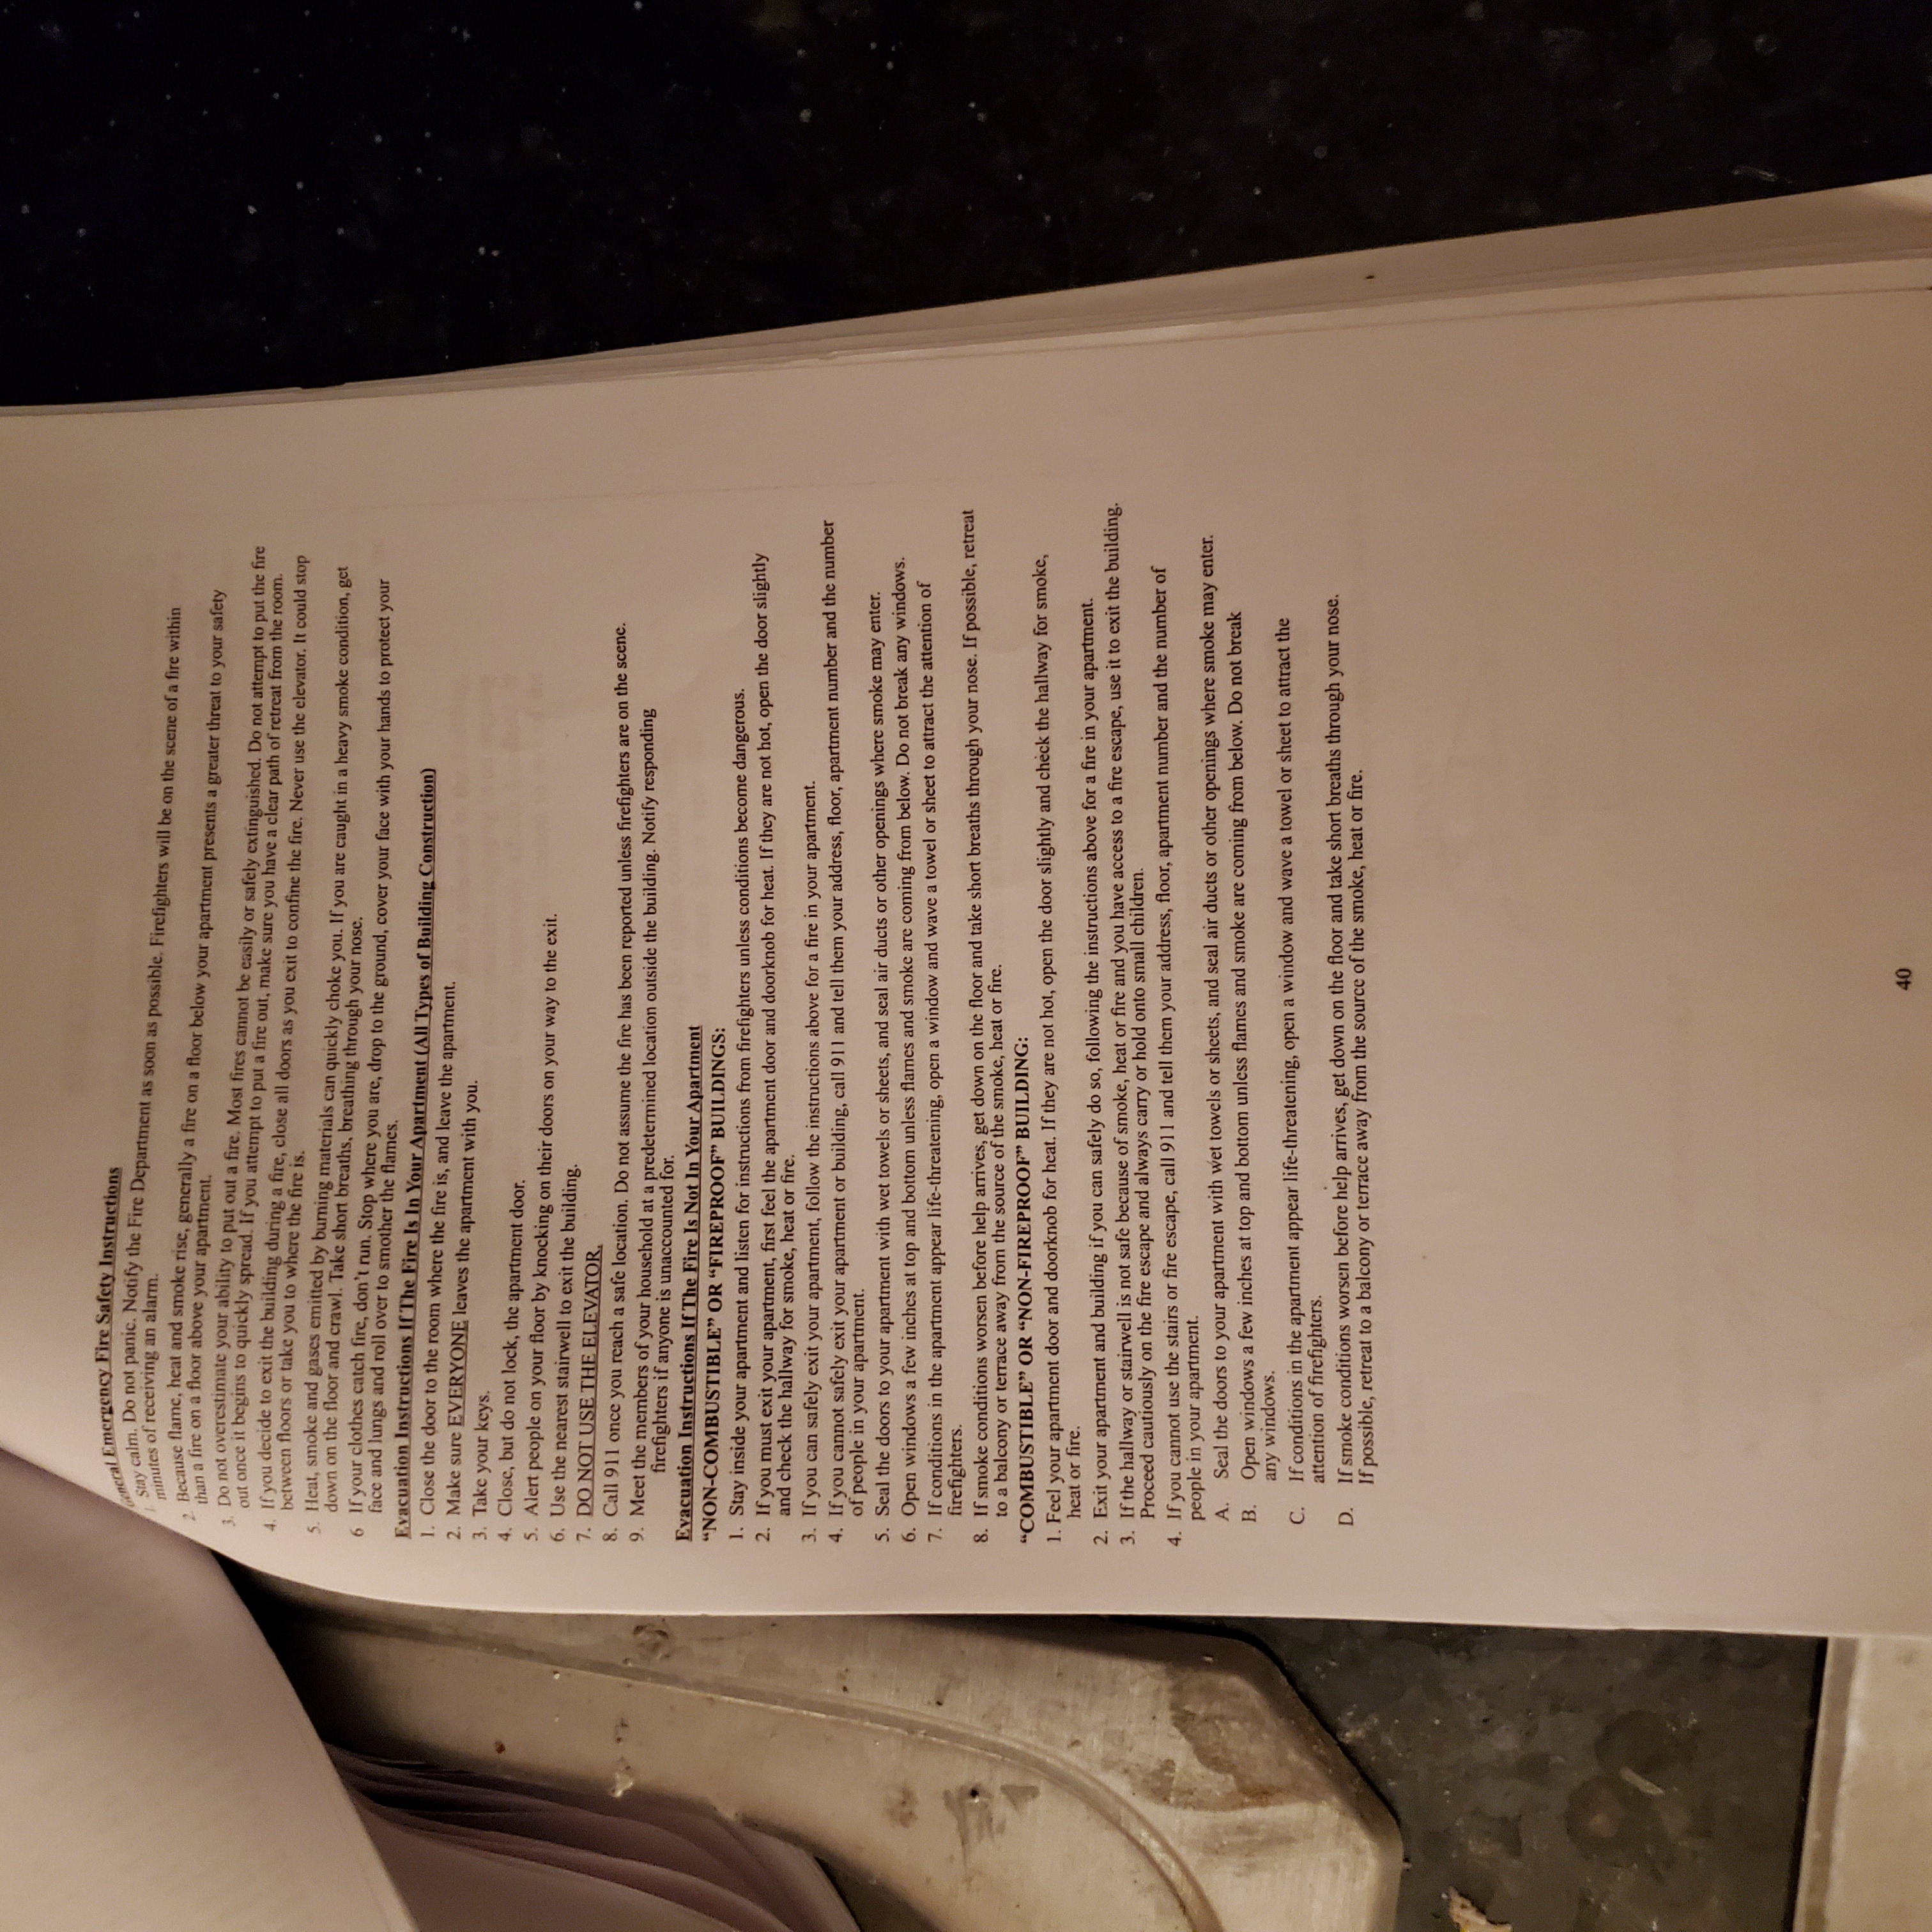 General Emergency Fire Safety Instructions
1. Stay calm. Do not panic. Notify the Fire Department as soon as possible. Firefighters will be on the scene of a fire within
minutes of receiving an alarm.
2. Because flame, heat and smoke rise, generally a fire on a floor below your apartment presents a greater threat to your safety
than a fire on a floor above your apartment.
3. Do not overestimate your ability to put out a fire. Most fires cannot be easily or safely extinguished. Do not attempt to put the fire
out once it begins to quickly spread. If you attempt to put a fire out, make sure you have a clear path of retreat from the room.
4. If you decide to exit the building during a fire, close all doors as you exit to confine the fire. Never use the elevator. It could stop
between floors or take you to where the fire is.
5. Heat, smoke and gases emitted by burning materials can quickly choke you. If you are caught in a heavy smoke condition, get
down on the floor and crawl. Take short breaths, breathing through your nose.
6 If your clothes catch fire, don't run. Stop where you are, drop to the ground, cover your face with your hands to protect your
face and lungs and roll over to smother the flames.
Evacuation Instructions If The Fire Is In Your Apartment (All Types of Building Construction)
1. Close the door to the room where the fire is, and leave the apartment.
2. Make sure EVERYONE leaves the apartment with you.
3. Take your keys.
4. Close, but do not lock, the apartment door.
5. Alert people on your floor by knocking on their doors on your way to the exit.
6. Use the nearest stairwell to exit the building.
7. DO NOT USE THE ELEVATOR.
8. Call 911 once you reach a safe location. Do not assume the fire has been reported unless firefighters are on the scene.
9. Meet the members of your household at a predetermined location outside the building. Notify responding
firefighters if anyone is unaccounted for.
Evacuation Instructions If The Fire Is Not In Your Apartment
"NON-COMBUSTIBLE" OR "FIREPROOF" BUILDINGS:
1. Stay inside your apartment and listen for instructions from firefighters unless conditions become dangerous.
2. If you must exit your apartment, first feel the apartment door and doorknob for heat. If they are not hot, open the door slightly
and check the hallway for smoke, heat or fire.
3. If you can safely exit your apartment, follow the instructions above for a fire in your apartment.
4. If you cannot safely exit your apartment or building, call 911 and tell them your address, floor, apartment number and the number
of people in your apartment.
5. Seal the doors to your apartment with wet towels or sheets, and seal air ducts or other openings where smoke may enter.
6. Open windows a few inches at top and bottom unless flames and smoke are coming from below. Do not break any windows.
7. If conditions in the apartment appear life-threatening, open a window and wave a towel or sheet to attract the attention of
firefighters.
8. If smoke conditions worsen before help arrives, get down on the floor and take short breaths through your nose. If possible, retreat
to a balcony or terrace away from the source of the smoke, heat or fire.
"COMBUSTIBLE" OR "NON-FIREPROOF" BUILDING:
1. Feel your apartment door and doorknob for heat. If they are not hot, open the door slightly and check the hallway for smoke,
heat or fire.
2. Exit your apartment and building if you can safely do so, following the instructions above for a fire in your apartment.
3. If the hallway or stairwell is not safe because of smoke, heat or fire and you have access to a fire escape, use it to exit the building.
Proceed cautiously on the fire escape and always carry or hold onto small children.
4. If you cannot use the stairs or fire escape, call 911 and tell them your address, floor, apartment number and the number of
people in your apartment.
A. Seal the doors to your apartment with wet towels or sheets, and seal air ducts or other openings where smoke may enter.
B. Open windows a few inches at top and bottom unless flames and smoke are coming from below. Do not break
any windows.
C. If conditions in the apartment appear life-threatening, open a window and wave a towel or sheet to attract the
attention of firefighters.
D. If smoke conditions worsen before help arrives, get down on the floor and take short breaths through your nose.
If possible, retreat to a balcony or terrace away from the source of the smoke, heat or fire.
40